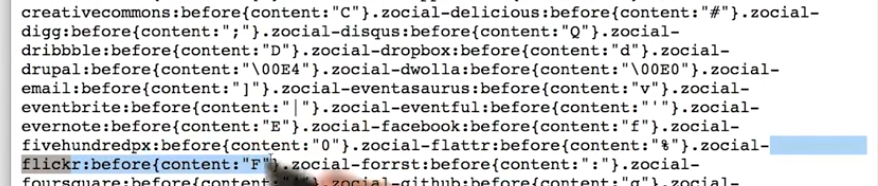 creativecommons:before{content:"C"}.zocial-delicious:before{content:"#"}.zocial-
digg:before{content:";"}.zocial-disqus:before{content:"Q"}.zocial-
dribbble:before{content:"D"}.zocial-dropbox:before{content:"d"}.zocial-
drupal:before{content:"\00E4"}.zocial-dwolla:before{content:"\00E0"}.zocial-
email:before{content:"]"}.zocial-eventasaurus:before{content:"v"}.zocial-
eventbrite:before{content:"|"}.zocial-eventful:before{content:"'"}.zocial-
evernote:before{content:"E"}.zocial-facebook:before{content:"f"}.zocial-
fivehundredpx:before{content:"0"}.zocial-flattr:before{content:"%"}.zocial-
flickr:before{content:"F"}.zocial-forrst:before{content:":"}.zocial-
foursquare:before{content: .zocial-github:before{content:"g"}.zocial-